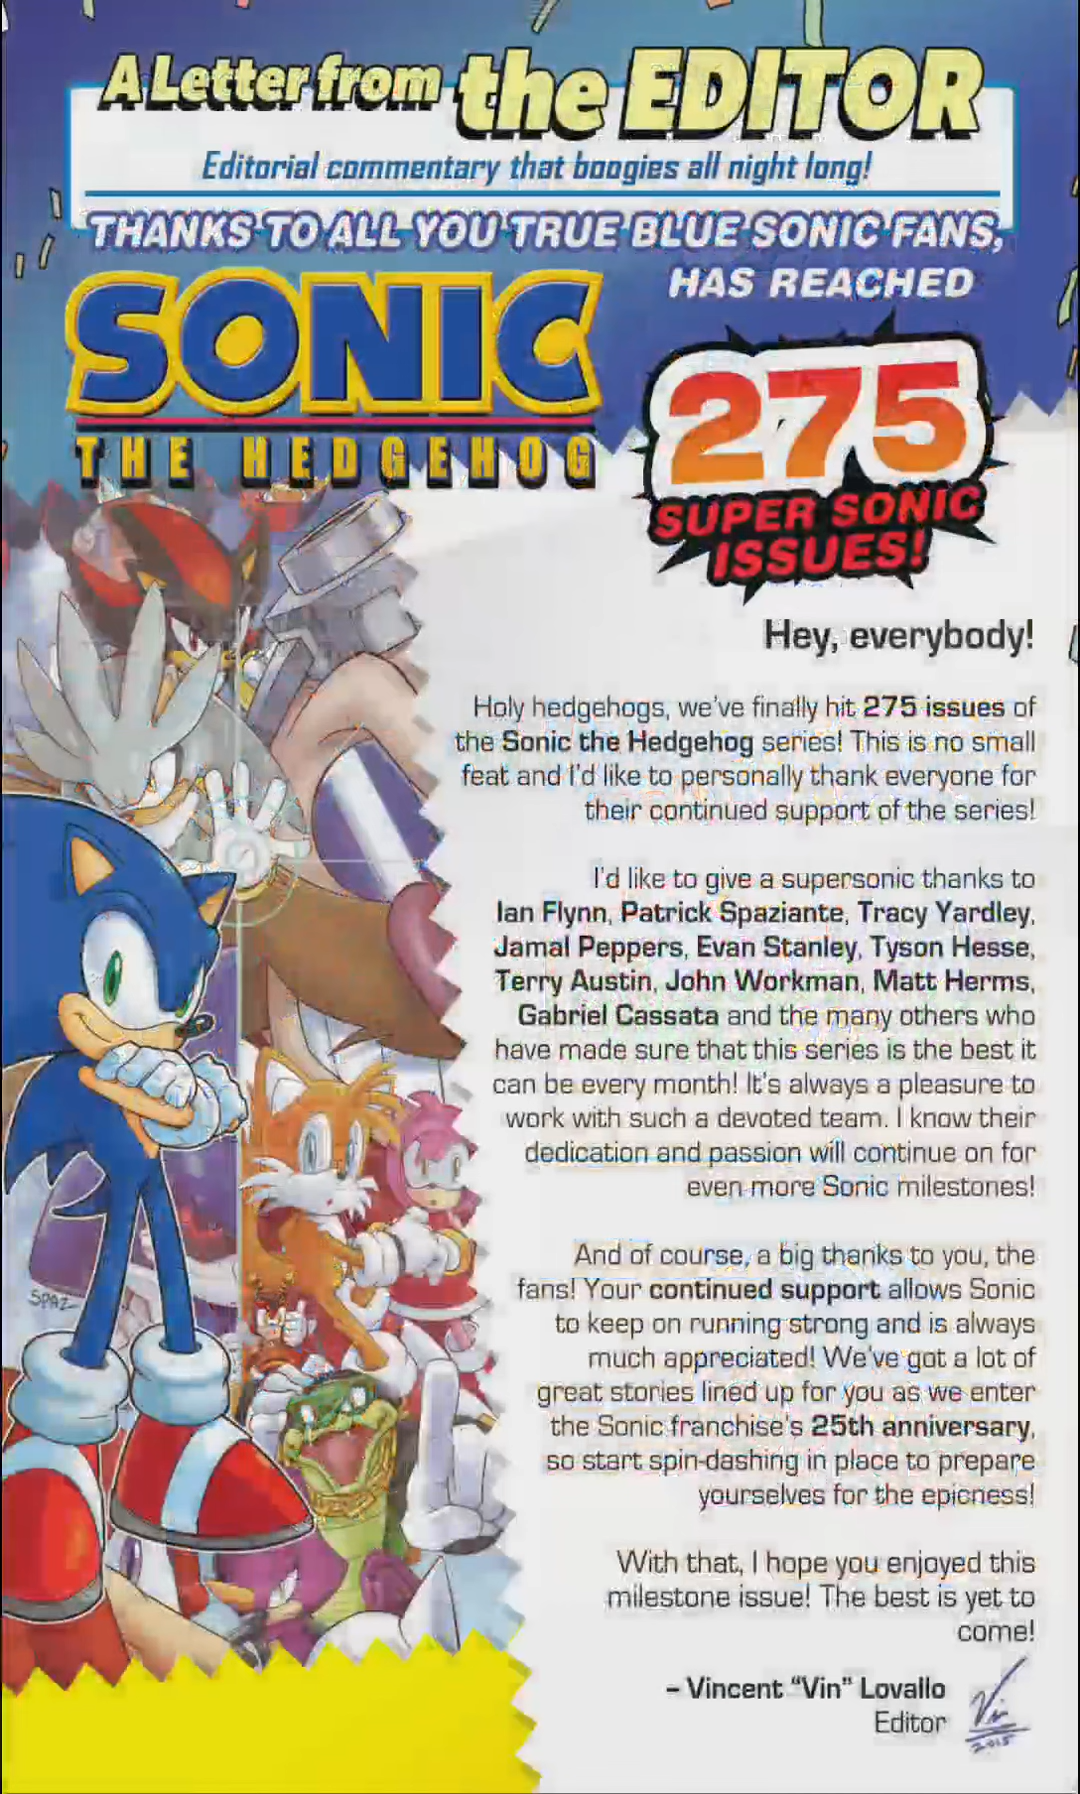 A Letter from the EDITOR
Editorial commentary that boogies all night long!
THANKS TO ALL YOU TRUE BLUE SONIC FANS,
SONIC
THE HEDGEHOG
HAS REACHED
275
SUPER SONIC
ISSUES!
Hey, everybody!
Holy hedgehogs, we've finally hit 275 issues of
the Sonic the Hedgehog series! This is no small
feat and I'd like to personally thank everyone for
their continued support of the series!
I'd like to give a supersonic thanks to
Ian Flynn, Patrick Spaziante, Tracy Yardley,
Jamal Peppers, Evan Stanley, Tyson Hesse,
Terry Austin, John Workman, Matt Herms,
Gabriel Cassata and the many others who
have made sure that this series is the best it
can be every month! It's always a pleasure to
work with such a devoted team. I know their
dedication and passion will continue on for
even more Sonic milestones!
And of course, a big thanks to you, the
fans! Your continued support allows Sonic
to keep on running strong and is always
much appreciated! We've got a lot of
great stories lined up for you as we enter
the Sonic franchise's 25th anniversary,
so start spin-dashing in place to prepare
yourselves for the epicness!
With that, I hope you enjoyed this
milestone issue! The best is yet to
come!
– Vincent "Vin" Lovallo
Editor
Vin
2015
SPAZ